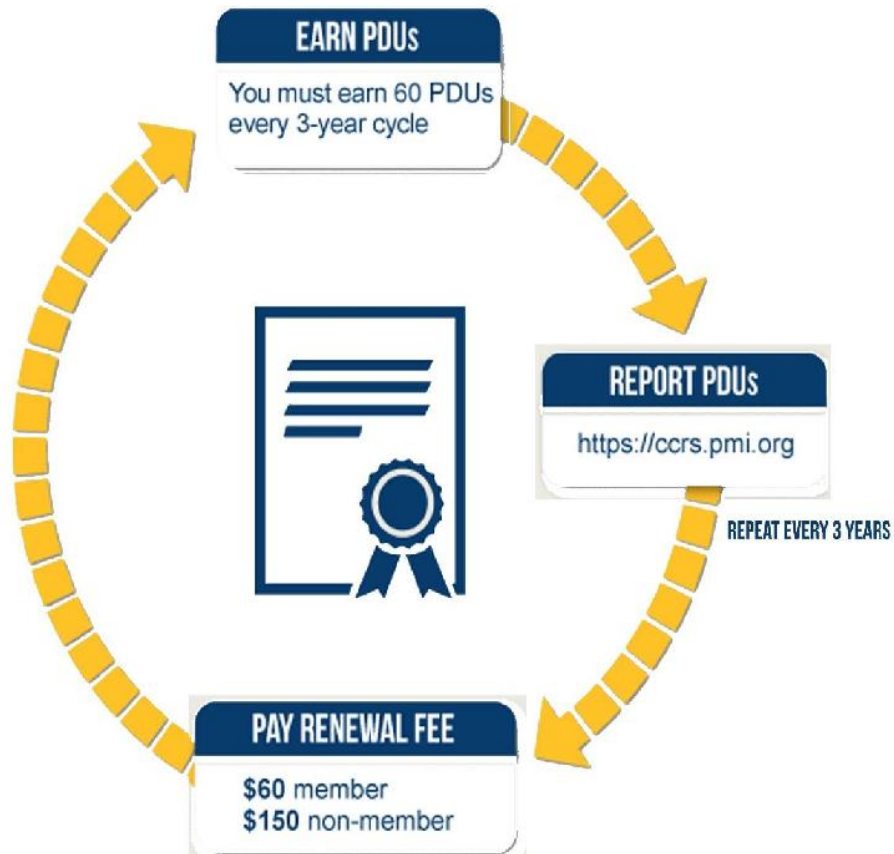 EARN PDUs
You must earn 60 PDUs
every 3-year cycle
REPORT PDUs
https://ccrs.pmi.org
REPEAT EVERY 3 YEARS
PAY RENEWAL FEE
$60 member
$150 non-member